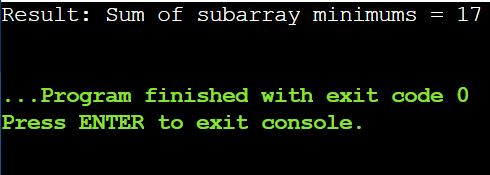 Result: Sum of subarray minimums = 17
...Program finished with exit code 0
Press ENTER to exit console.